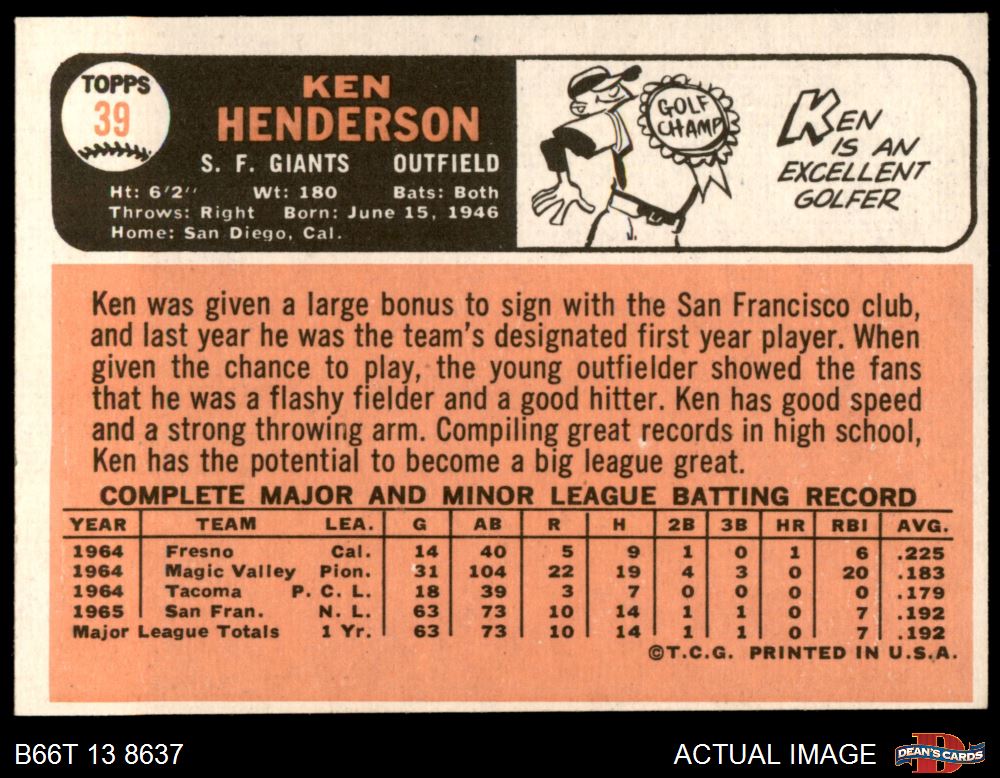 TOPPS
39
KEN
HENDERSON
S. F. GIANTS OUTFIELD
Ht: 6'2" Wt: 180 Bats: Both
Throws: Right Born: June 15, 1946
Home: San Diego, Cal.
GOLF
CHAMP
KEN
IS AN
EXCELLENT
GOLFER
Ken was given a large bonus to sign with the San Francisco club,
and last year he was the team's designated first year player. When
given the chance to play, the young outfielder showed the fans
that he was a flashy fielder and a good hitter. Ken has good speed
and a strong throwing arm. Compiling great records in high school,
Ken has the potential to become a big league great.
COMPLETE MAJOR AND MINOR LEAGUE BATTING RECORD
YEAR TEAM LEA. G AB R H 2B 3B HR RBI AVG.
1964 Fresno Cal. 14 40 5 9 1 0 1 6 .225
1964 Magic Valley Pion. 31 104 22 19 4 3 0 20 .183
1964 Tacoma P. C. L. 18 39 3 7 0 0 0 0 .179
1965 San Fran. N. L. 63 73 10 14 1 1 0 7 .192
Major League Totals 1 Yr. 63 73 10 14 1 1 0 7 .192
©T.C.G. PRINTED IN U.S.A.
B66T 13 8637 ACTUAL IMAGE DEAN'S CARDS